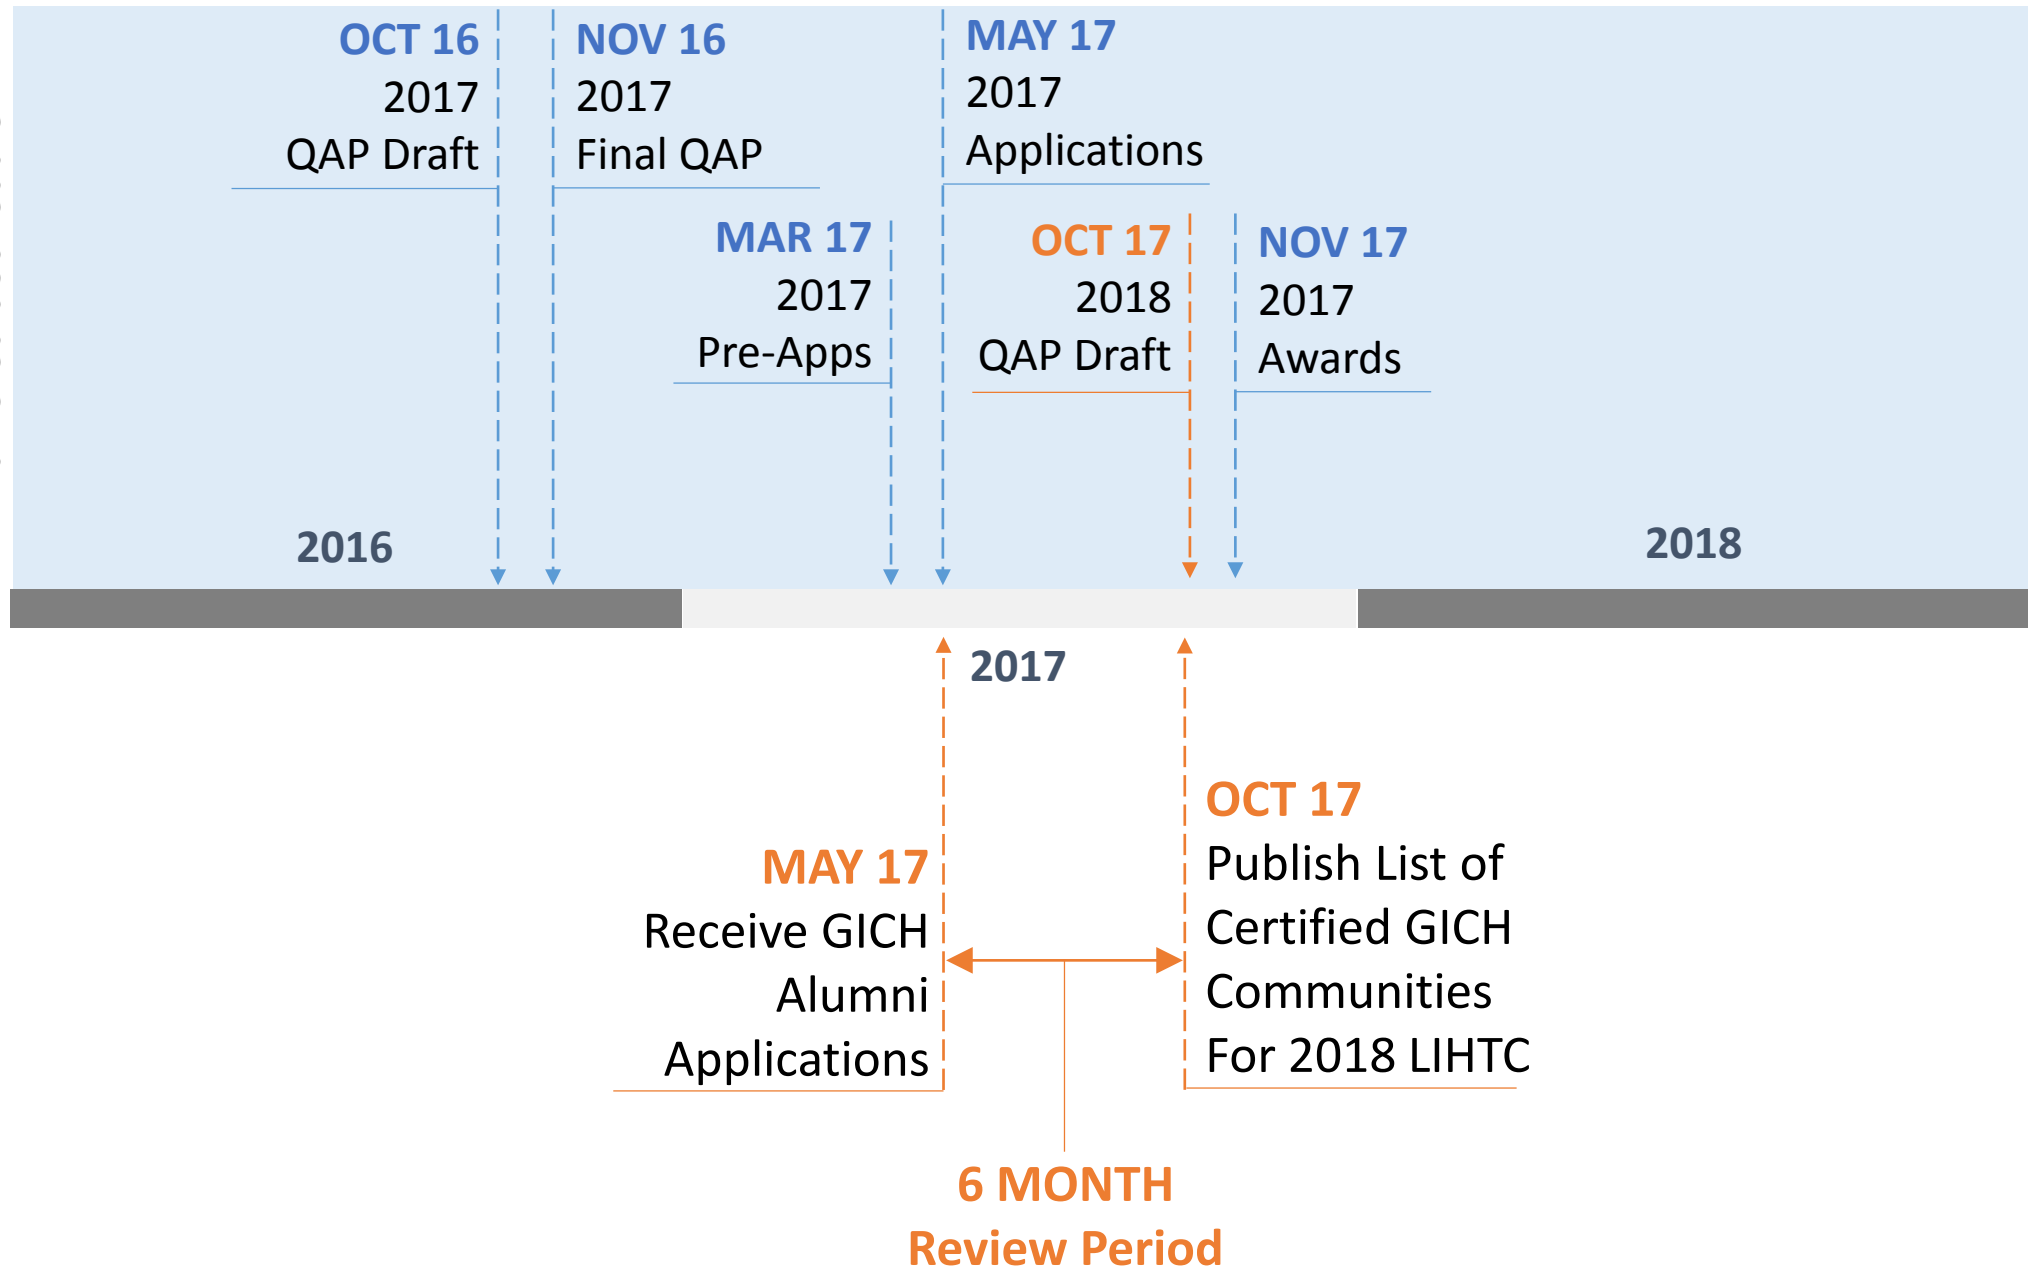 OCT 16
2017
QAP Draft
NOV 16
2017
Final QAP
MAY 17
2017
Applications
MAR 17
2017
Pre-Apps
OCT 17
2018
QAP Draft
NOV 17
2017
Awards
2016
2018
2017
MAY 17
Receive GICH
Alumni
Applications
OCT 17
Publish List of
Certified GICH
Communities
For 2018 LIHTC
6 MONTH
Review Period